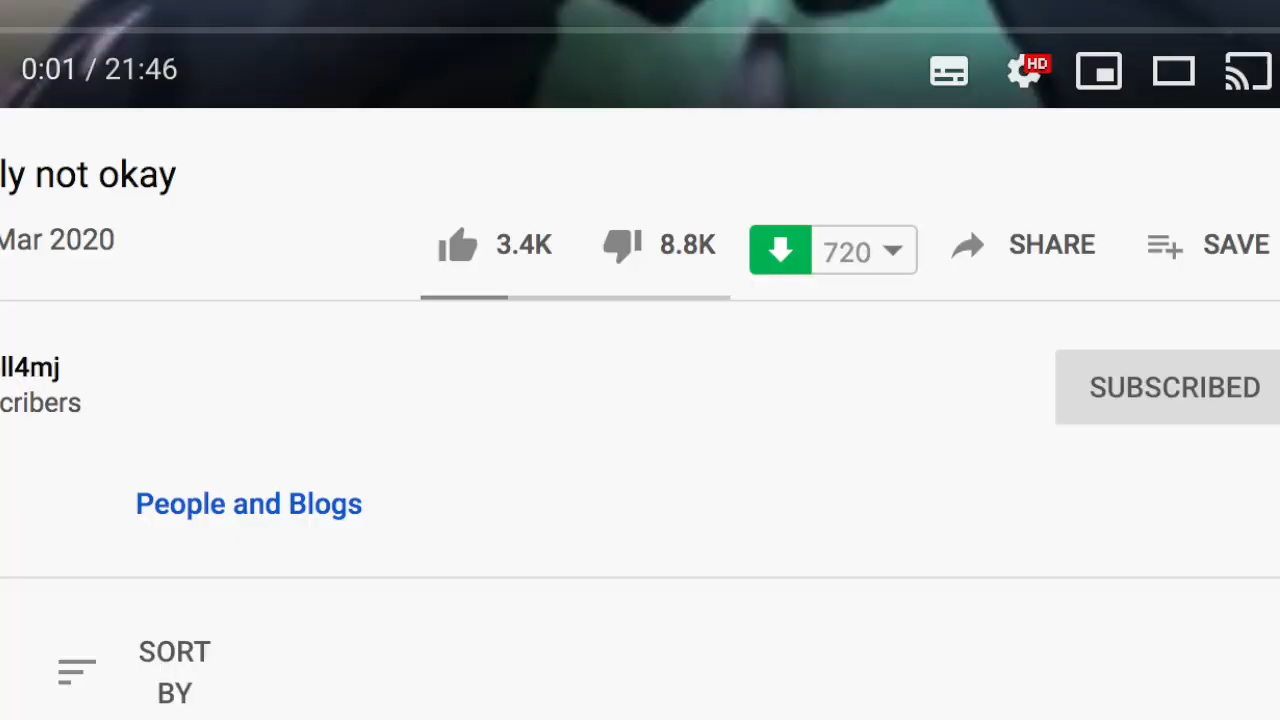 0:01 / 21:46
HD
ly not okay
Mar 2020
3.4K
8.8K
720
SHARE
SAVE
ll4mj
cribers
SUBSCRIBED
People and Blogs
SORT
BY